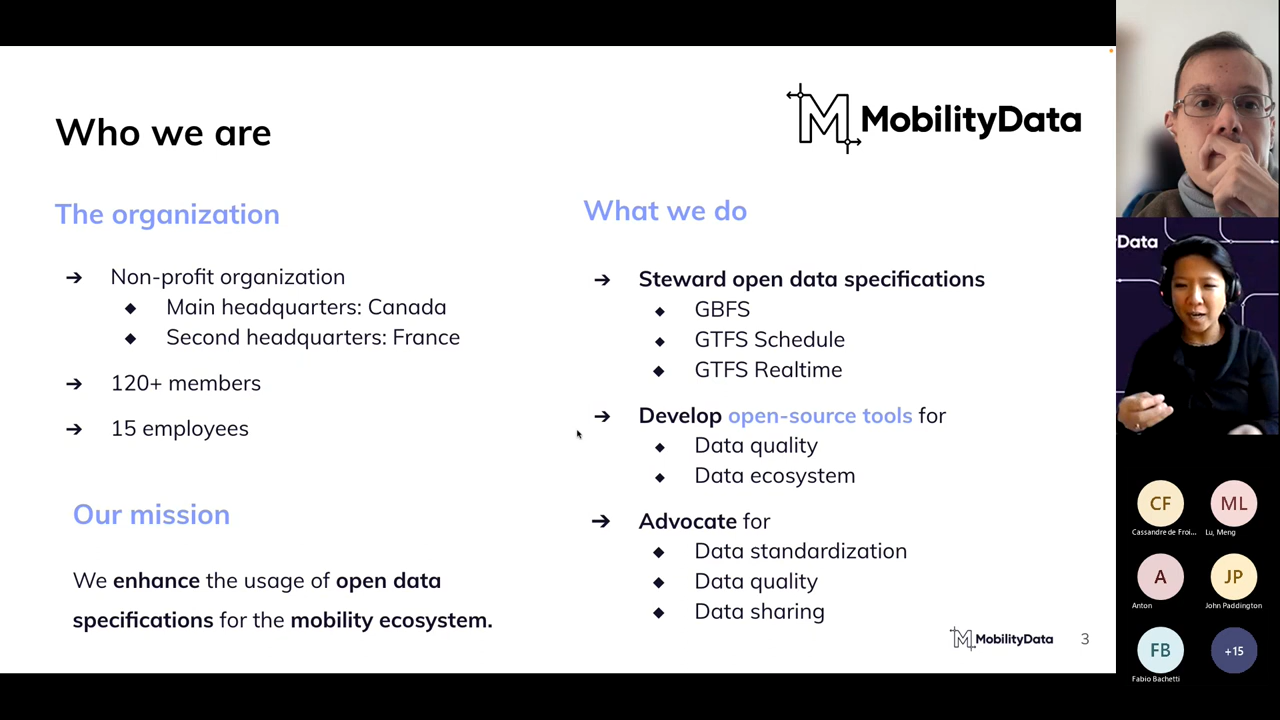 Who we are
MobilityData
The organization
➔ Non-profit organization
◆ Main headquarters: Canada
◆ Second headquarters: France
➔ 120+ members
➔ 15 employees
Our mission
We enhance the usage of open data
specifications for the mobility ecosystem.
What we do
➔ Steward open data specifications
◆ GBFS
◆ GTFS Schedule
◆ GTFS Realtime
➔ Develop open-source tools for
◆ Data quality
◆ Data ecosystem
➔ Advocate for
◆ Data standardization
◆ Data quality
◆ Data sharing
MobilityData 3
Data
CF ML
Cassandre de Froi... Lu, Meng
A JP
Anton John Paddington
FB +15
Fabio Bachetti